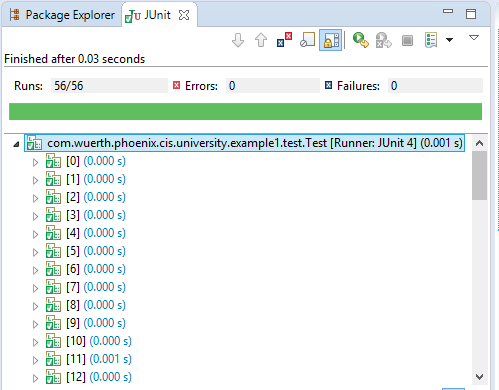 Package Explorer JUnit
Finished after 0.03 seconds
Runs: 56/56 Errors: 0 Failures: 0
com.wuerth.phoenix.cis.university.example1.test.Test [Runner: JUnit 4] (0.001 s)
[0] (0.000 s)
[1] (0.000 s)
[2] (0.000 s)
[3] (0.000 s)
[4] (0.000 s)
[5] (0.000 s)
[6] (0.000 s)
[7] (0.000 s)
[8] (0.000 s)
[9] (0.000 s)
[10] (0.000 s)
[11] (0.001 s)
[12] (0.000 s)